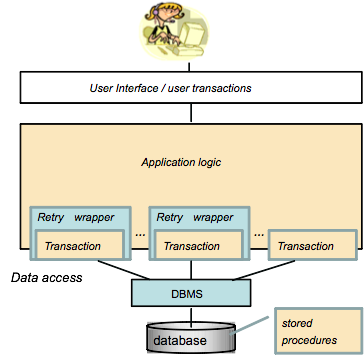 User Interface / user transactions
Application logic
Retry wrapper
Transaction
...
Retry wrapper
Transaction
...
Transaction
Data access
DBMS
database
stored
procedures